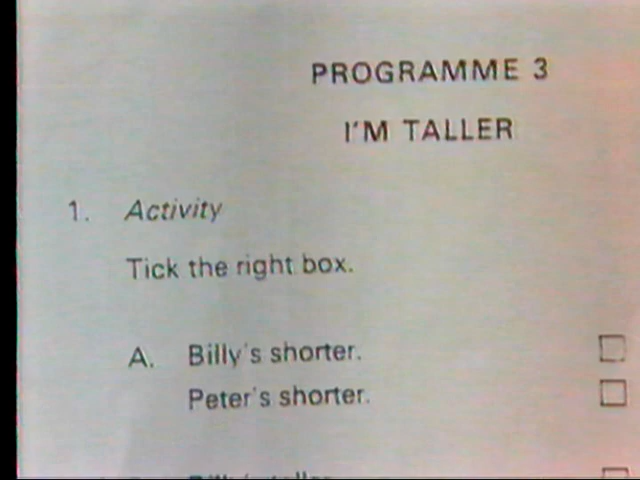 PROGRAMME 3
I'M TALLER
1. Activity
Tick the right box.
A. Billy's shorter.
Peter's shorter.